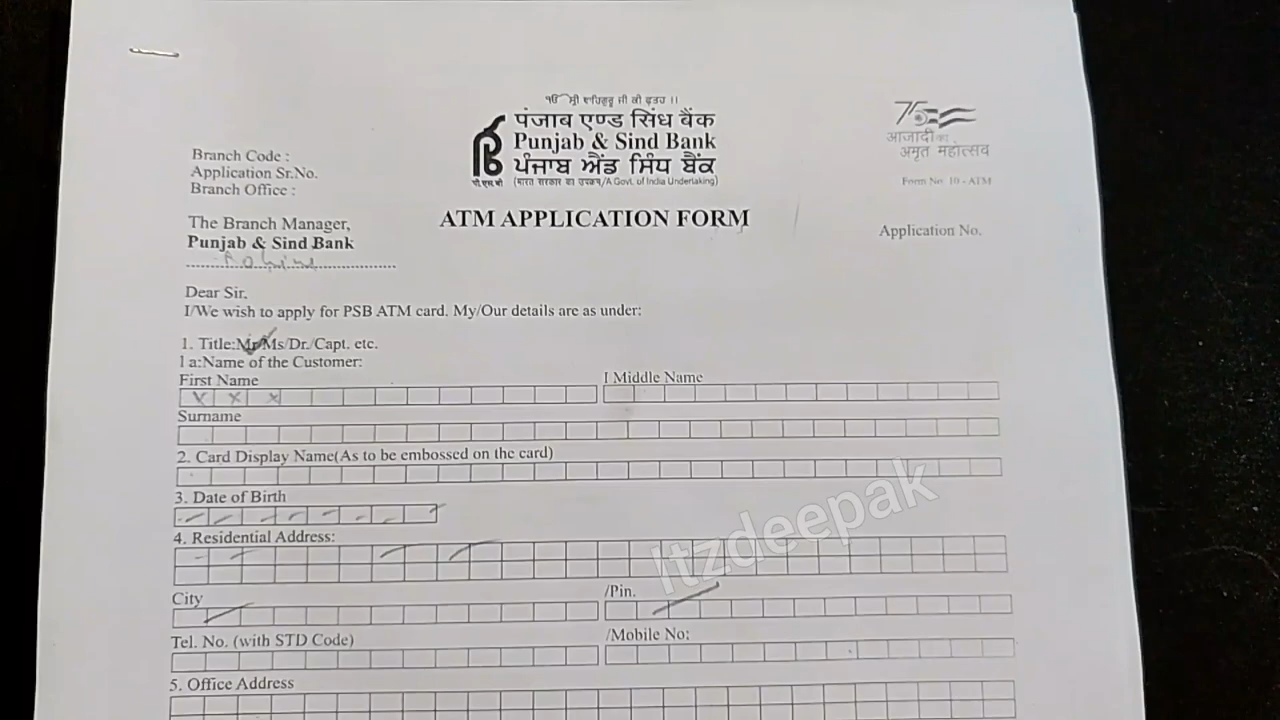 ੴ ਸ੍ਰੀ ਵਾਹਿਗੁਰੂ ਜੀ ਕੀ ਫਤਹ ।।
पंजाब एण्ड सिंध बैंक
Punjab & Sind Bank
ਪੰਜਾਬ ਐਂਡ ਸਿੰਧ ਬੈਂਕ
पी.एस.बी
(भारत सरकार का उपक्रम/A Govt. of India Undertaking)
75
आज़ादी का
अमृत महोत्सव
Form No. 10 - ATM
Branch Code :
Application Sr.No.
Branch Office :
ATM APPLICATION FORM
Application No.
The Branch Manager,
Punjab & Sind Bank
Dear Sir,
I/We wish to apply for PSB ATM card. My/Our details are as under:
1. Title:Mr/Ms/Dr./Capt. etc.
1a:Name of the Customer:
First Name
I Middle Name
X X X
Surname
2. Card Display Name(As to be embossed on the card)
3. Date of Birth
4. Residential Address:
City
/Pin.
Tel. No. (with STD Code)
/Mobile No:
5. Office Address
Itzdeepak